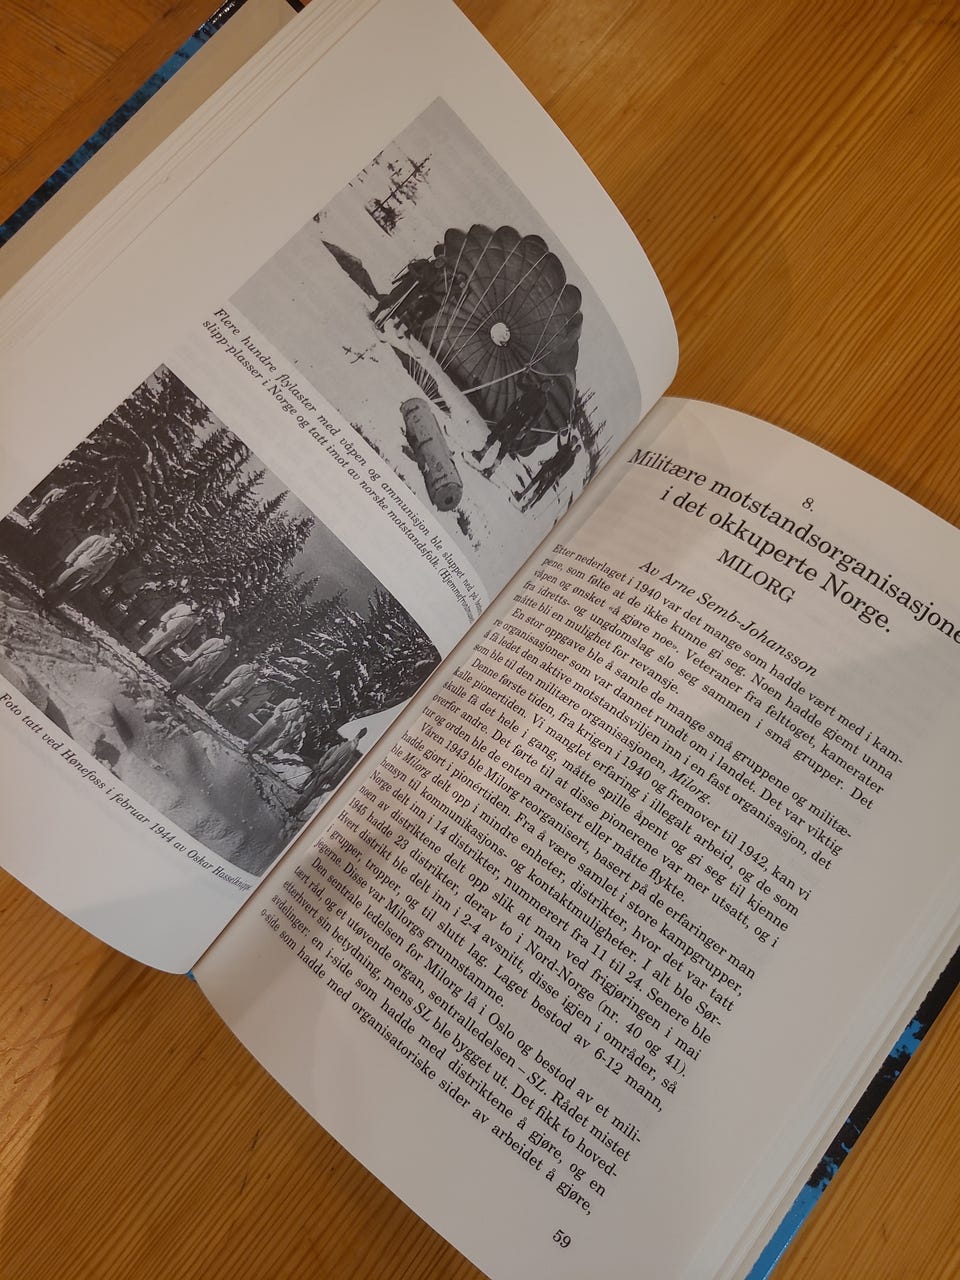 Flere hundre flylaster med våpen og ammunisjon ble sluppet ned på
slipp-plasser i Norge og tatt imot av norske motstandsfolk.
Foto tatt ved Hønefoss i februar 1944 av Oskar Hasselknippe
8.
Militære motstandsorganisasjone
i det okkuperte Norge.
MILORG
Av Arne Semb-Johansson
Etter nederlaget i 1940 var det mange som hadde vært med i kam-
pene, som følte at de ikke kunne gi seg. Noen hadde gjemt unna
våpen og ønsket «å gjøre noe». Veteraner fra felttoget, kamerater
fra idretts- og ungdomslag slo seg sammen i små grupper. Det
måtte bli en mulighet for revansje.
En stor oppgave ble å samle de mange små gruppene og militæ-
re organisasjoner som var dannet rundt om i landet. Det var viktig
å få ledet den aktive motstandsviljen inn i en fast organisasjon, det
som ble til den militære organisasjonen, Milorg.
Denne første tiden, fra krigen i 1940 og fremover til 1942, kan vi
kalle pionertiden. Vi manglet erfaring i illegalt arbeid, og de som
skulle få det hele i gang, måtte spille åpent og gi seg til kjenne
overfor andre. Det førte til at disse pionerene var mer utsatt, og i
tur og orden ble de enten arrestert eller måtte flykte.
Våren 1943 ble Milorg reorganisert, basert på de erfaringer man
hadde gjort i pionertiden. Fra å være samlet i store kampgrupper,
ble Milorg delt opp i mindre enheter, distrikter, hvor det var tatt
hensyn til kommunikasjons- og kontaktmuligheter. I alt ble Sør-
Norge delt inn i 14 distrikter, nummerert fra 11 til 24. Senere ble
noen av distriktene delt opp slik at man ved frigjøringen i mai
1945 hadde 23 distrikter, derav to i Nord-Norge (nr. 40 og 41).
Hvert distrikt ble delt inn i 2-4 avsnitt, disse igjen i områder, så
i grupper, tropper, og til slutt lag. Laget bestod av 6-12 mann,
jegerne. Disse var Milorgs grunnstamme.
Den sentrale ledelsen for Milorg lå i Oslo og bestod av et mili-
tært råd, og et utøvende organ, sentralledelsen – SL. Rådet mistet
etterhvert sin betydning, mens SL ble bygget ut. Det fikk to hoved-
avdelinger: en i-side som hadde med distriktene å gjøre, og en
o-side som hadde med organisatoriske sider av arbeidet å gjøre,
59